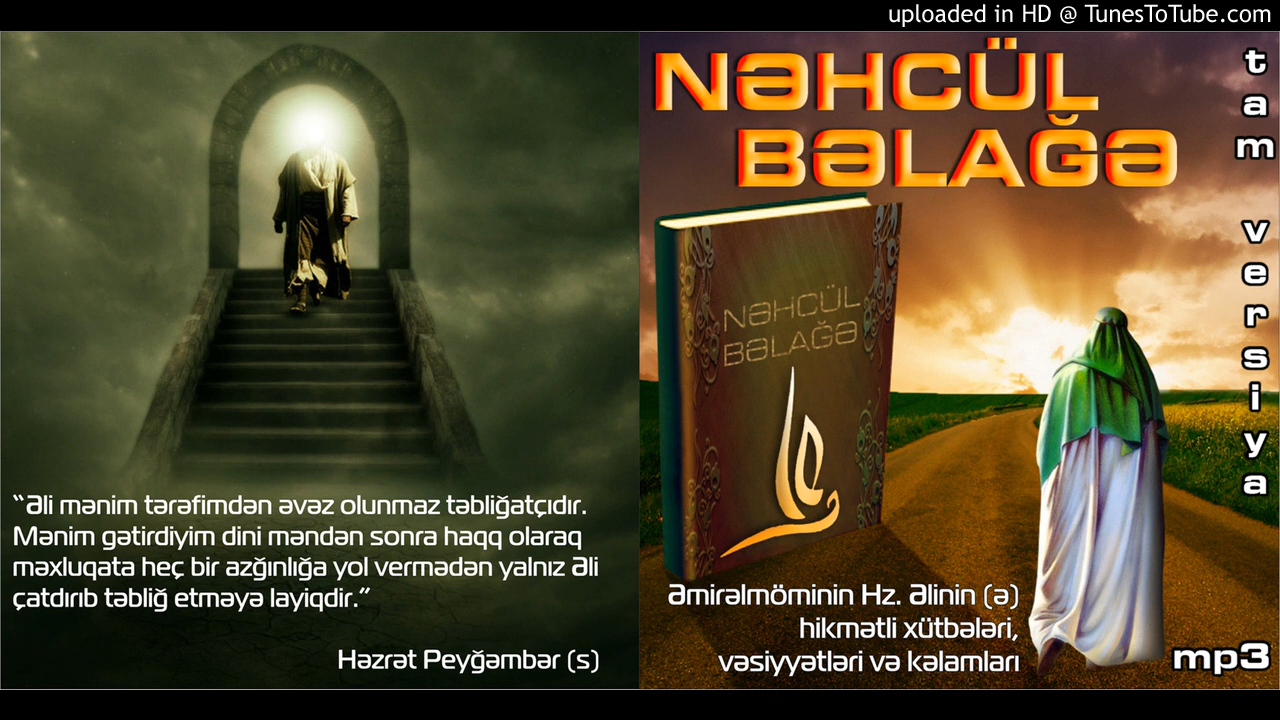 uploaded in HD @ TunesToTube.com
“Əli mənim tərəfimdən əvəz olunmaz təbliğatçıdır.
Mənim gətirdiyim dini məndən sonra haqq olaraq
məxluqata heç bir azğınlığa yol vermədən yalnız Əli
çatdırıb təbliğ etməyə layiqdir.”
Həzrət Peyğəmbər (s)
NƏHCÜL
BƏLAĞƏ
NƏHCÜL
BƏLAĞƏ
Əmirəlmöminin Hz. Əlinin (ə)
hikmətli xütbələri,
vəsiyyətləri və kəlamları
tam versiya
mp3